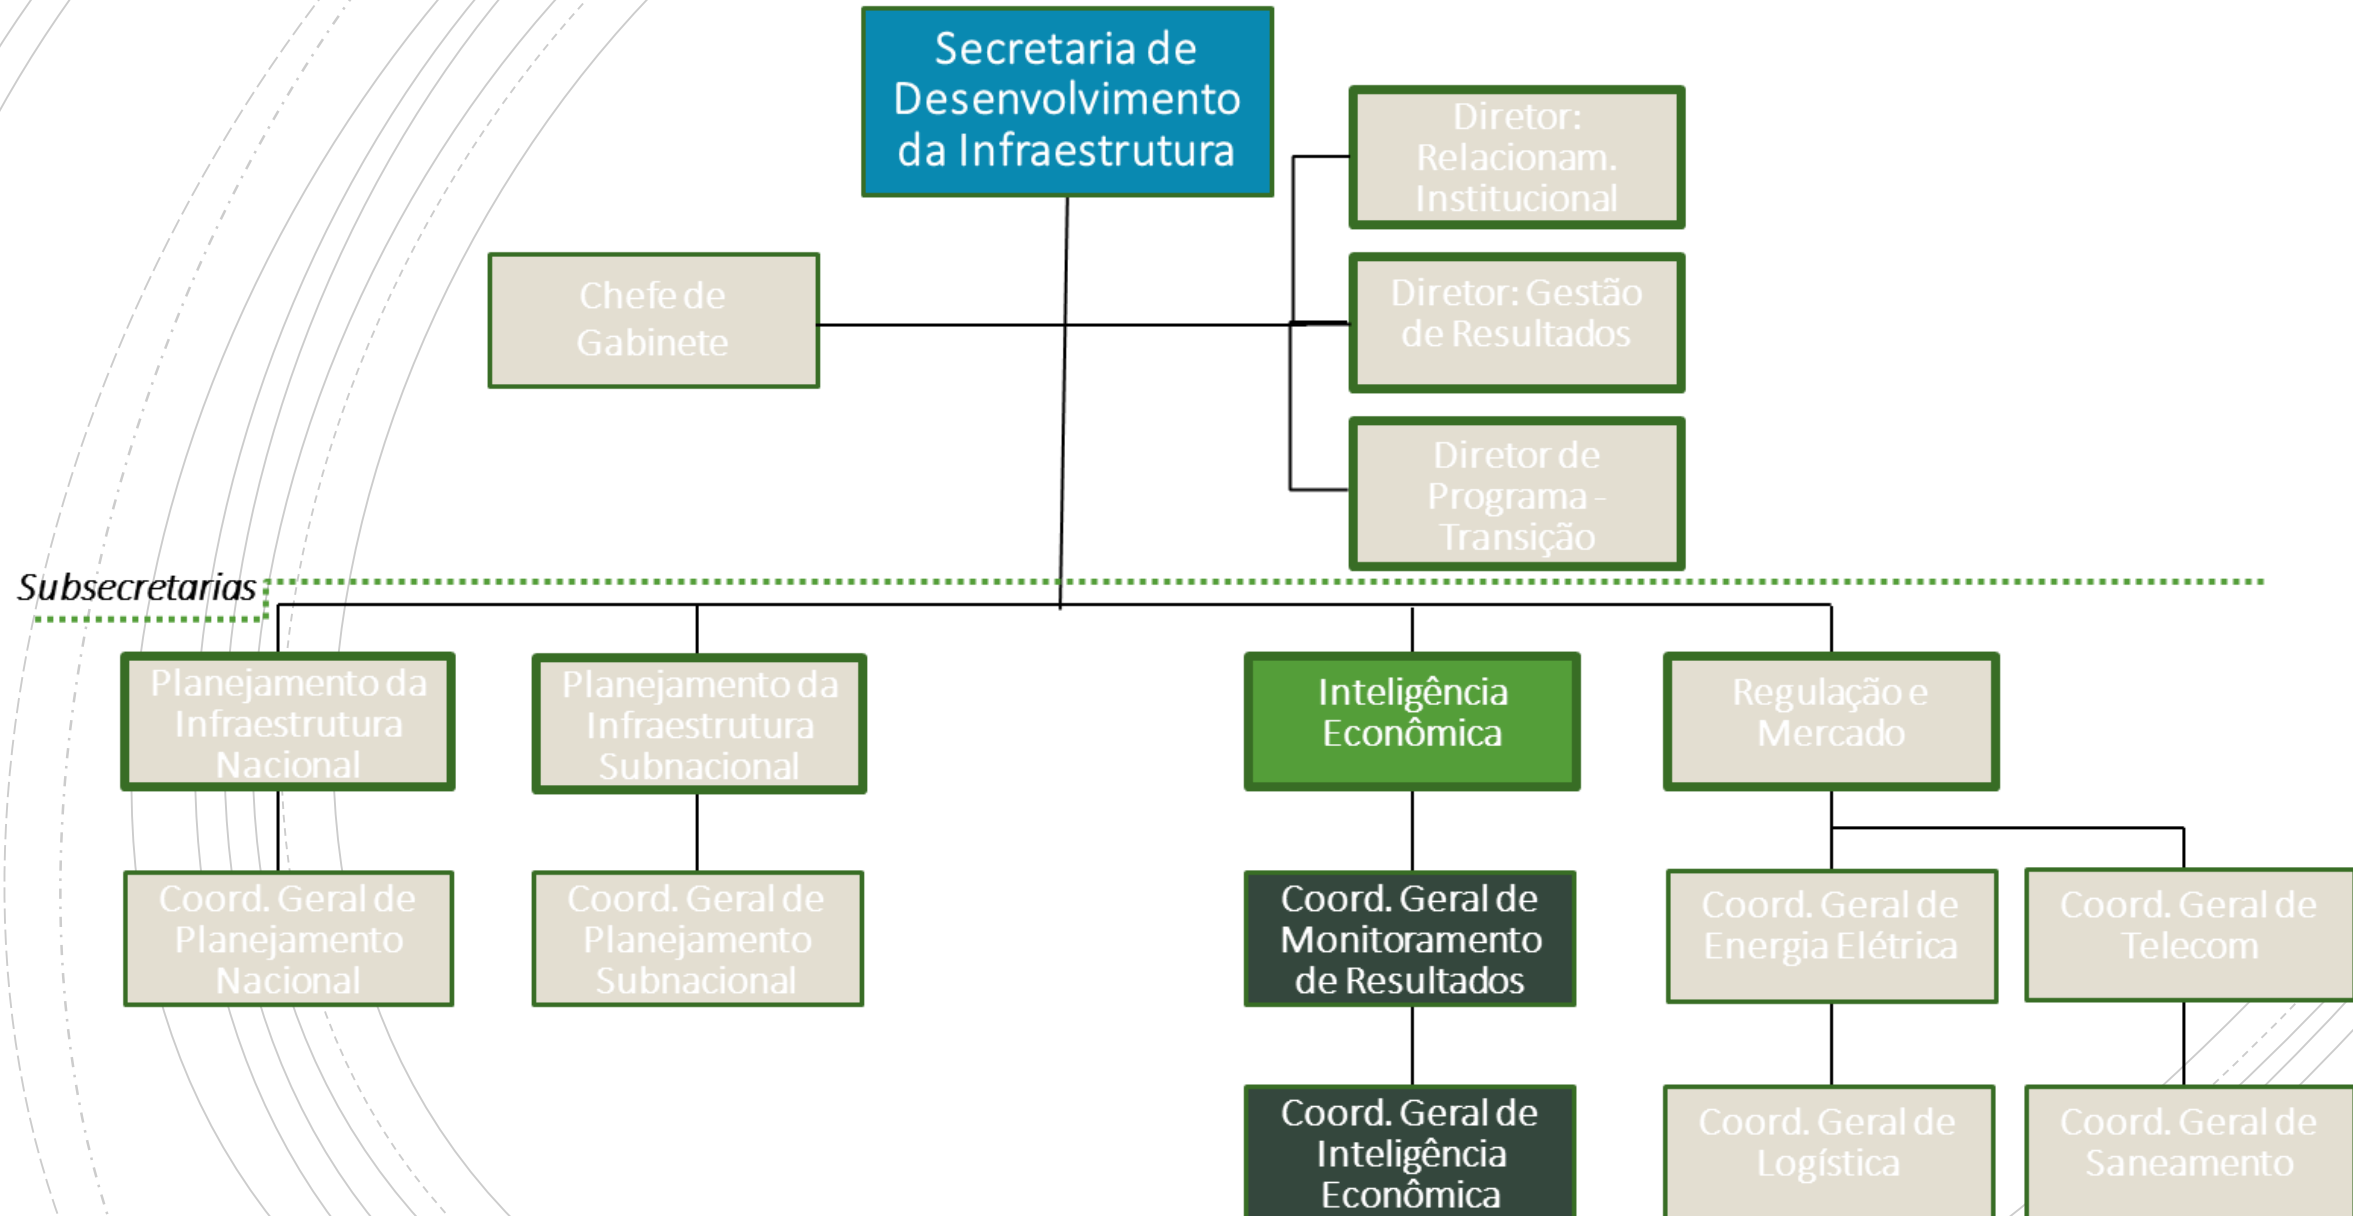 Secretaria de
Desenvolvimento
da Infraestrutura
Diretor:
Relacionam.
Institucional
Chefe de
Gabinete
Diretor: Gestão
de Resultados
Diretor de
Programa -
Transição
Subsecretarias
Planejamento da
Infraestrutura
Nacional
Planejamento da
Infraestrutura
Subnacional
Inteligência
Econômica
Regulação e
Mercado
Coord. Geral de
Planejamento
Nacional
Coord. Geral de
Planejamento
Subnacional
Coord. Geral de
Monitoramento
de Resultados
Coord. Geral de
Energia Elétrica
Coord. Geral de
Telecom
Coord. Geral de
Inteligência
Econômica
Coord. Geral de
Logística
Coord. Geral de
Saneamento